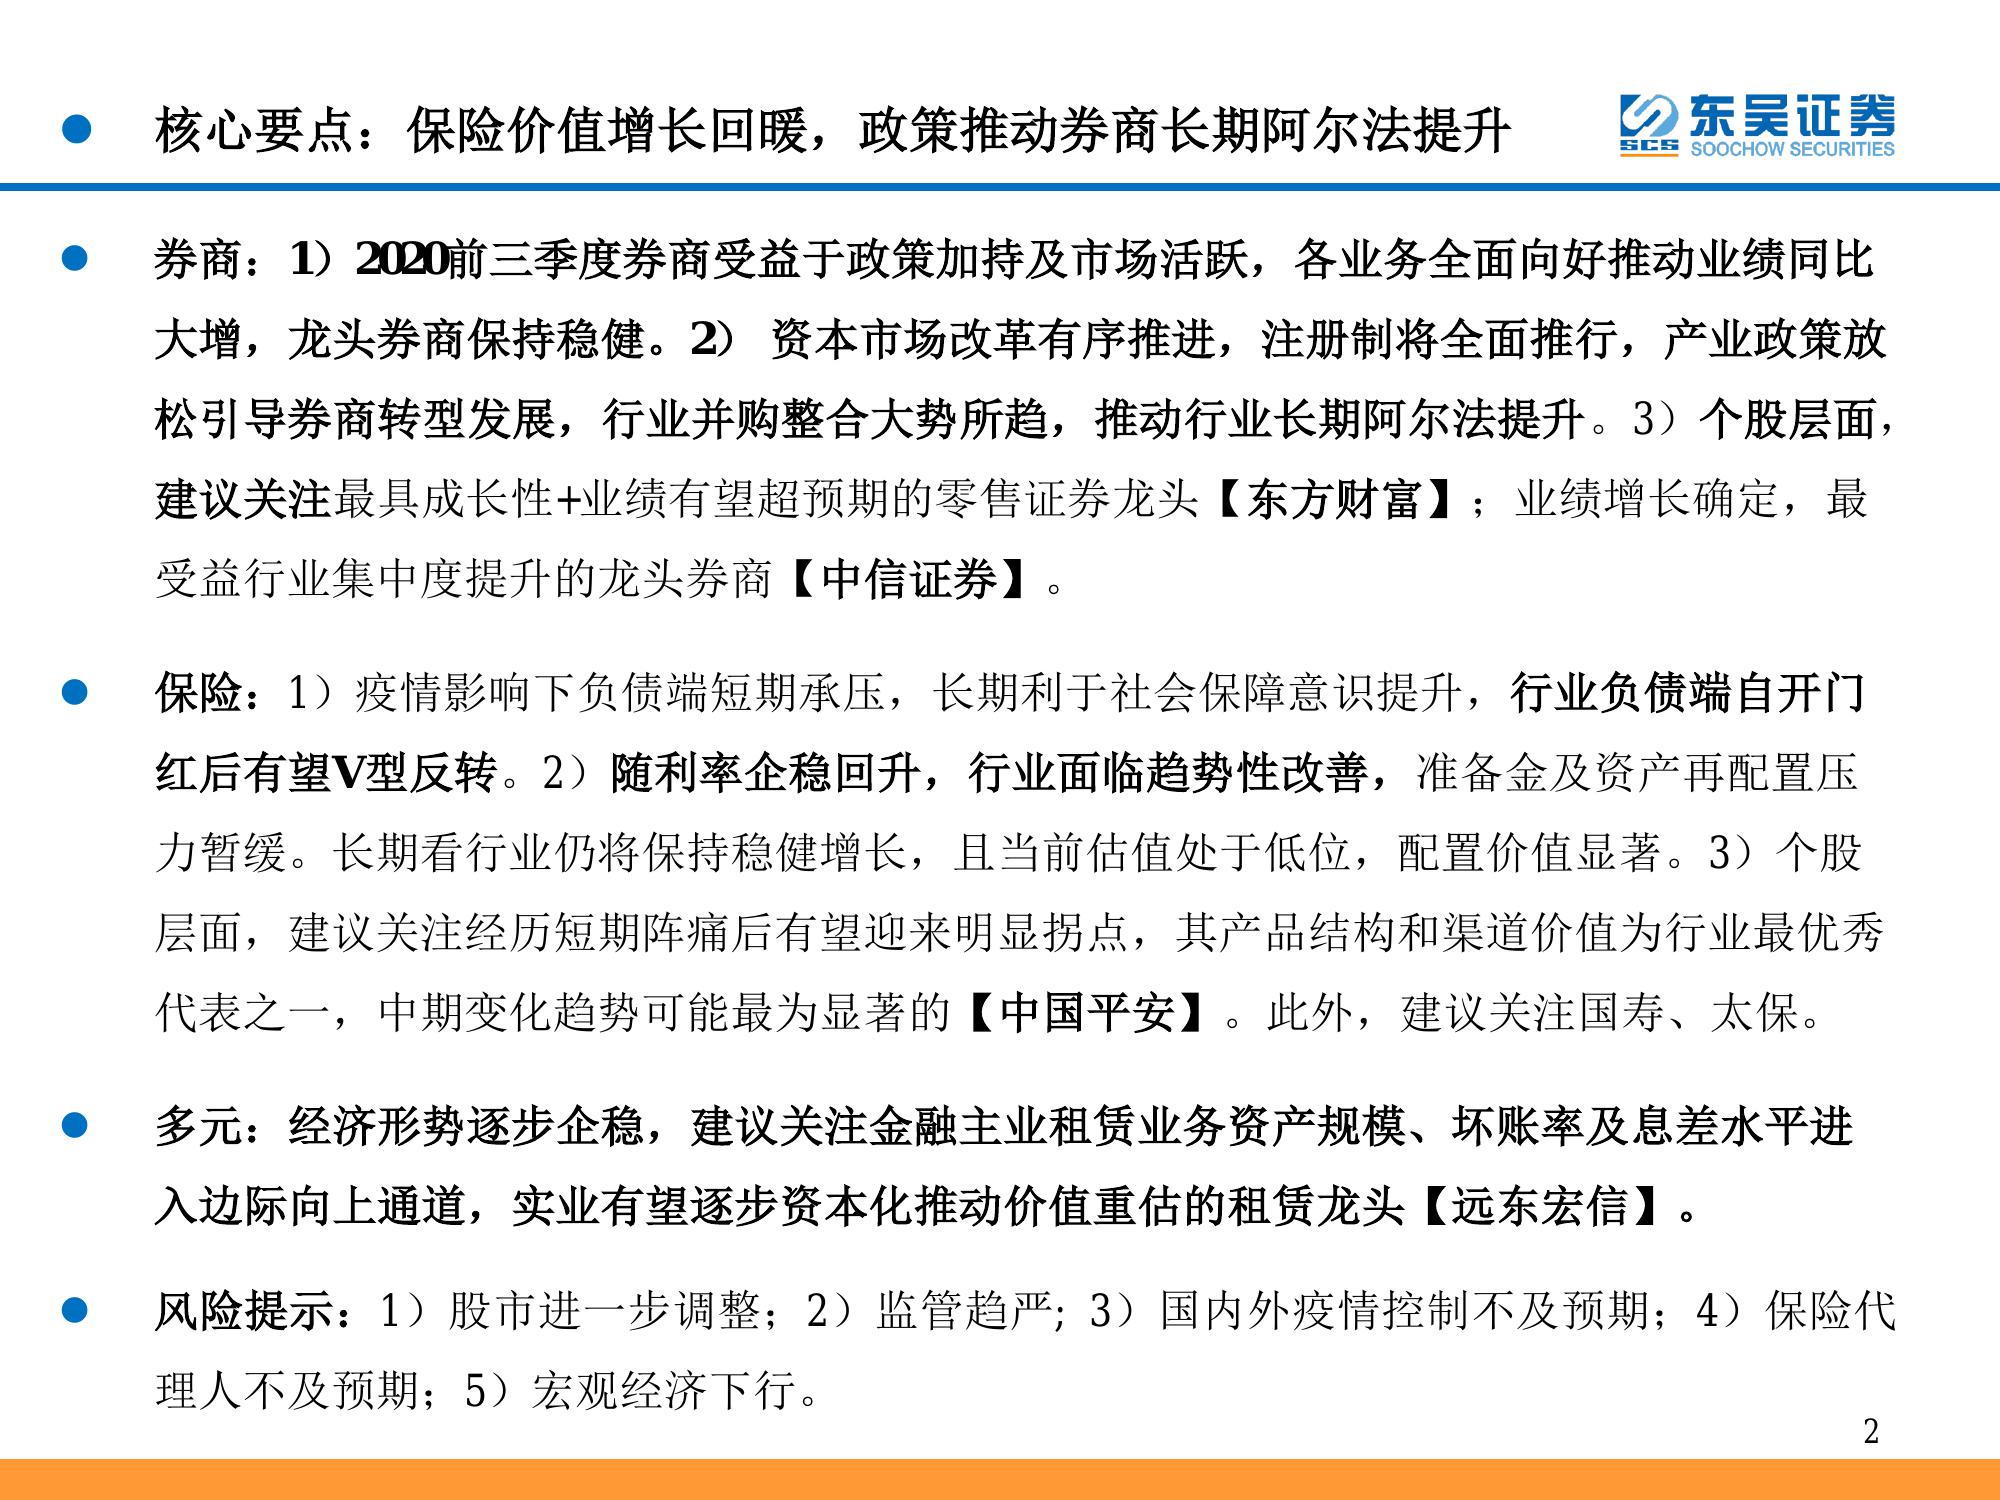 核心要点：保险价值增长回暖，政策推动券商长期阿尔法提升
东吴证券
SCS
SOOCHOW SECURITIES
券商：1）2020前三季度券商受益于政策加持及市场活跃，各业务全面向好推动业绩同比
大增，龙头券商保持稳健。2） 资本市场改革有序推进，注册制将全面推行，产业政策放
松引导券商转型发展，行业并购整合大势所趋，推动行业长期阿尔法提升。3）个股层面，
建议关注最具成长性+业绩有望超预期的零售证券龙头【东方财富】；业绩增长确定，最
受益行业集中度提升的龙头券商【中信证券】。
保险：1）疫情影响下负债端短期承压，长期利于社会保障意识提升，行业负债端自开门
红后有望V型反转。2）随利率企稳回升，行业面临趋势性改善，准备金及资产再配置压
力暂缓。长期看行业仍将保持稳健增长，且当前估值处于低位，配置价值显著。3）个股
层面，建议关注经历短期阵痛后有望迎来明显拐点，其产品结构和渠道价值为行业最优秀
代表之一，中期变化趋势可能最为显著的【中国平安】。此外，建议关注国寿、太保。
多元：经济形势逐步企稳，建议关注金融主业租赁业务资产规模、坏账率及息差水平进
入边际向上通道，实业有望逐步资本化推动价值重估的租赁龙头【远东宏信】。
风险提示：1）股市进一步调整；2）监管趋严; 3）国内外疫情控制不及预期；4）保险代
理人不及预期；5）宏观经济下行。
2